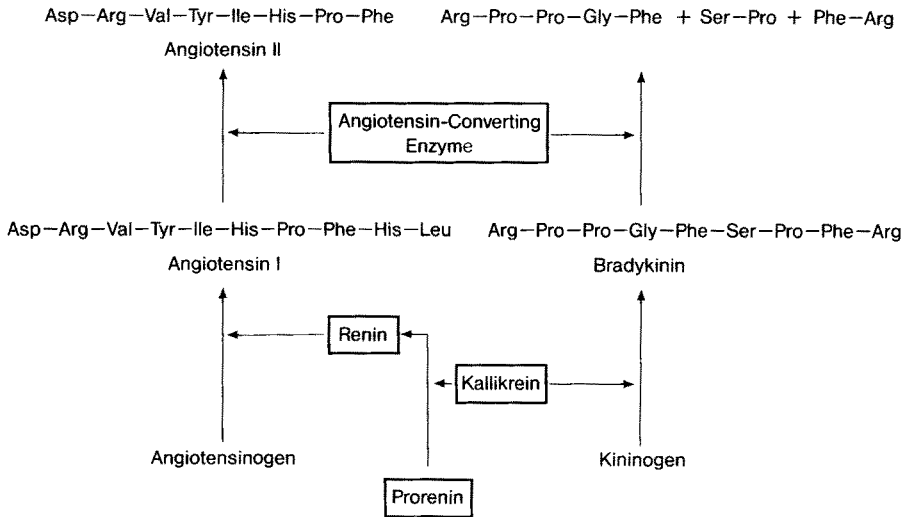 Asp–Arg–Val–Tyr–Ile–His–Pro–Phe
Arg–Pro–Pro–Gly–Phe + Ser–Pro + Phe–Arg
Angiotensin II
Angiotensin-Converting
Enzyme
Asp–Arg–Val–Tyr–Ile–His–Pro–Phe–His–Leu
Arg–Pro–Pro–Gly–Phe–Ser–Pro–Phe–Arg
Angiotensin I
Bradykinin
Renin
Kallikrein
Angiotensinogen
Kininogen
Prorenin